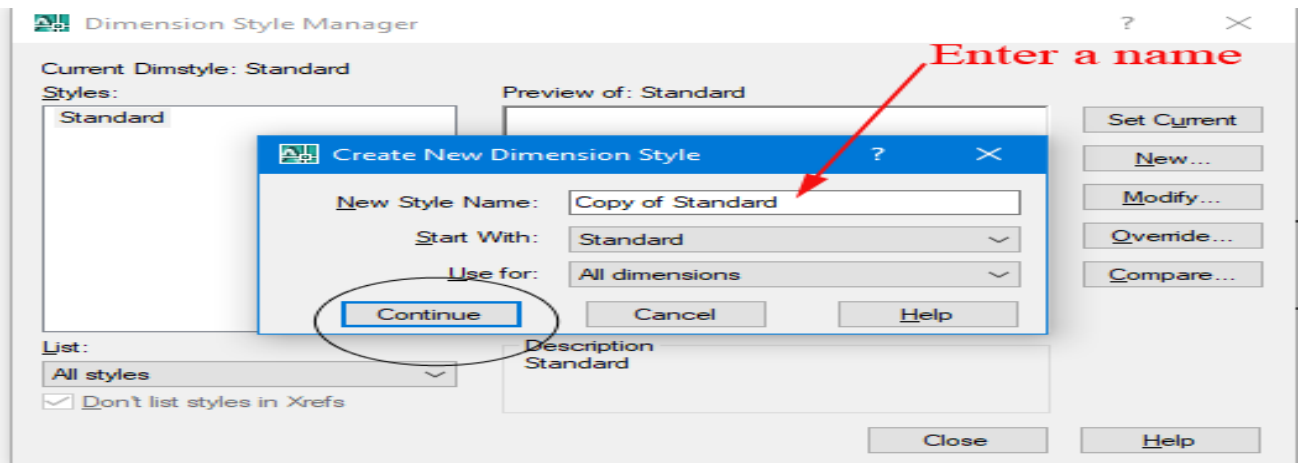 Dimension Style Manager
Enter a name
Current Dimstyle: Standard
Styles:
Preview of: Standard
Standard
Set Current
Create New Dimension Style
New...
New Style Name: Copy of Standard
Modify...
Start With: Standard
Override...
Use for: All dimensions
Compare...
Continue Cancel Help
List:
Description
All styles
Standard
Don't list styles in Xrefs
Close Help